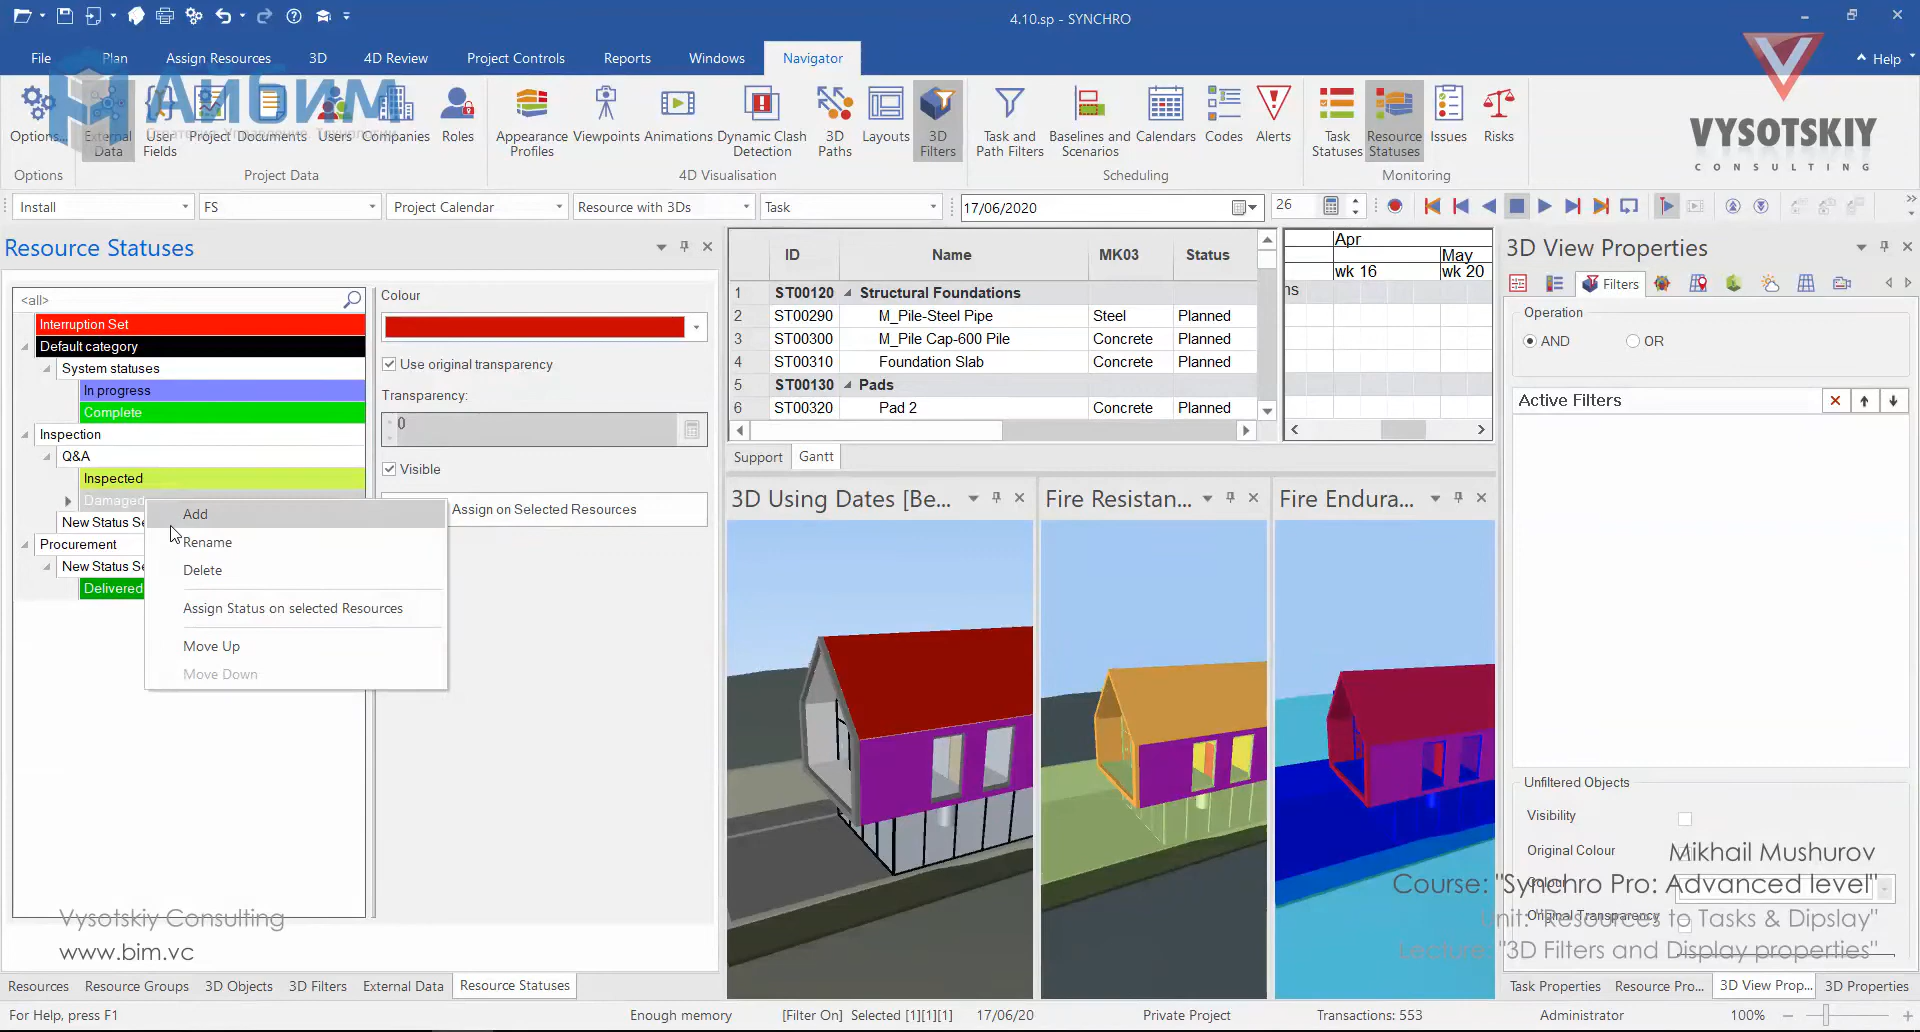 4.10.sp - SYNCHRO
File
Plan
Assign Resources
3D
4D Review
Project Controls
Reports
Windows
Navigator
Help
Айбим
Options...
External
Data
Users
Fields
Project
Documents
Users
Companies
Roles
Appearance
Profiles
Viewpoints
Animations
Dynamic Clash
Detection
3D
Paths
Layouts
3D
Filters
Task and
Path Filters
Baselines and
Scenarios
Calendars
Codes
Alerts
Task
Statuses
Resource
Statuses
Issues
Risks
VYSOTSKIY
CONSULTING
Options
Project Data
4D Visualisation
Scheduling
Monitoring
Install
FS
Project Calendar
Resource with 3Ds
Task
17/06/2020
26
Resource Statuses
<all>
Interruption Set
Default category
System statuses
In progress
Complete
Inspection
Q&A
Inspected
Damaged
New Status Se
Procurement
New Status Se
Delivered
Colour
Use original transparency
Transparency:
0
Visible
Assign on Selected Resources
Add
Rename
Delete
Assign Status on selected Resources
Move Up
Move Down
ID Name MK03 Status
1 ST00120 Structural Foundations
2 ST00290 M_Pile-Steel Pipe Steel Planned
3 ST00300 M_Pile Cap-600 Pile Concrete Planned
4 ST00310 Foundation Slab Concrete Planned
5 ST00130 Pads
6 ST00320 Pad 2 Concrete Planned
Apr
May
wk 16
wk 20
ns
Support
Gantt
3D Using Dates [Be...
Fire Resistan...
Fire Endura...
3D View Properties
Filters
Operation
AND
OR
Active Filters
Unfiltered Objects
Visibility
Original Colour
Colour
Original Transparency
Mikhail Mushurov
Course: "Synchro Pro: Advanced level"
Unit: "Resources to Tasks & Dipslay"
Lecture: "3D Filters and Display properties"
Vysotskiy Consulting
www.bim.vc
Resources
Resource Groups
3D Objects
3D Filters
External Data
Resource Statuses
Task Properties
Resource Pro...
3D View Prop...
3D Properties
For Help, press F1
Enough memory
[Filter On]
Selected [1][1][1]
17/06/20
Private Project
Transactions: 553
Administrator
100%